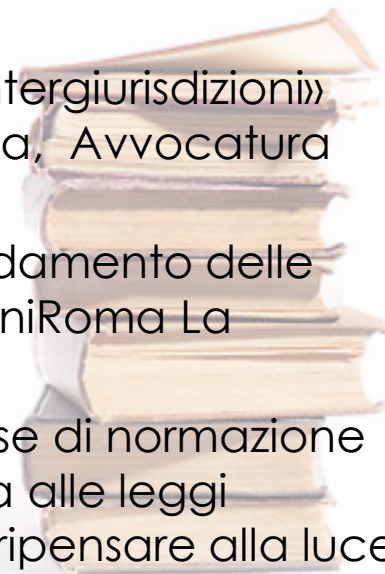 tergiurisdizioni»
a, Avvocatura
damento delle
niRoma La
se di normazione
a alle leggi
ripensare alla luce